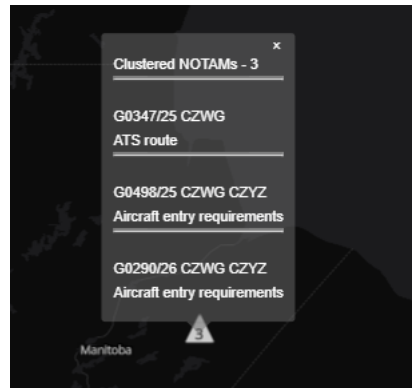 ×
Clustered NOTAMs - 3
G0347/25 CZWG
ATS route
G0498/25 CZWG CZYZ
Aircraft entry requirements
G0290/26 CZWG CZYZ
Aircraft entry requirements
3
Manitoba